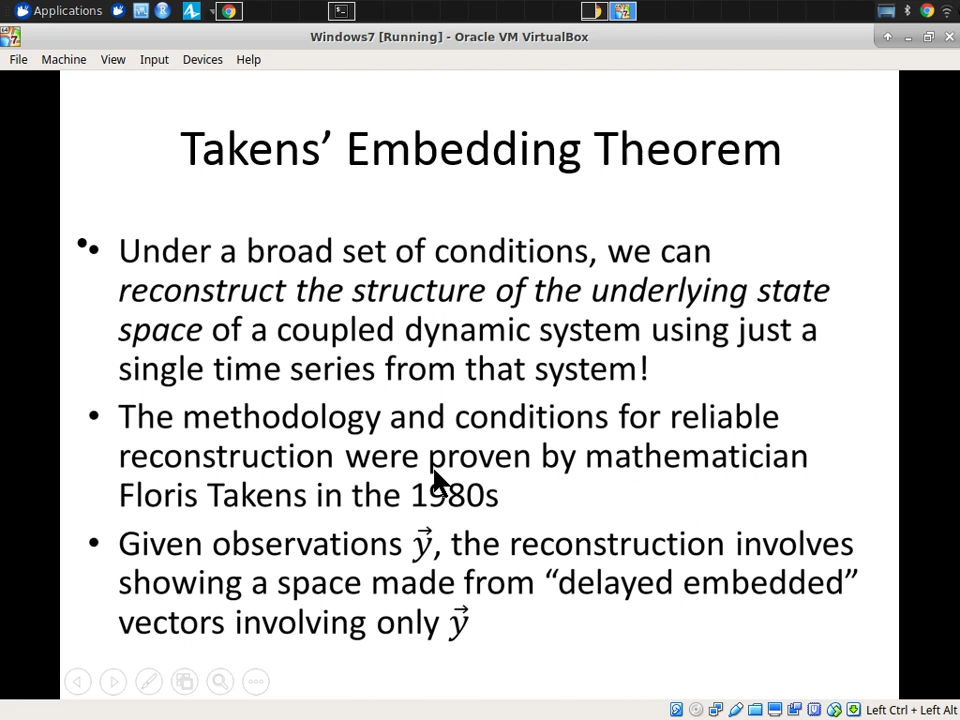 Applications
Windows7 [Running] - Oracle VM VirtualBox
File Machine View Input Devices Help
Takens’ Embedding Theorem
• Under a broad set of conditions, we can
reconstruct the structure of the underlying state
space of a coupled dynamic system using just a
single time series from that system!
• The methodology and conditions for reliable
reconstruction were proven by mathematician
Floris Takens in the 1980s
• Given observations y⃗, the reconstruction involves
showing a space made from “delayed embedded”
vectors involving only y⃗
Left Ctrl + Left Alt